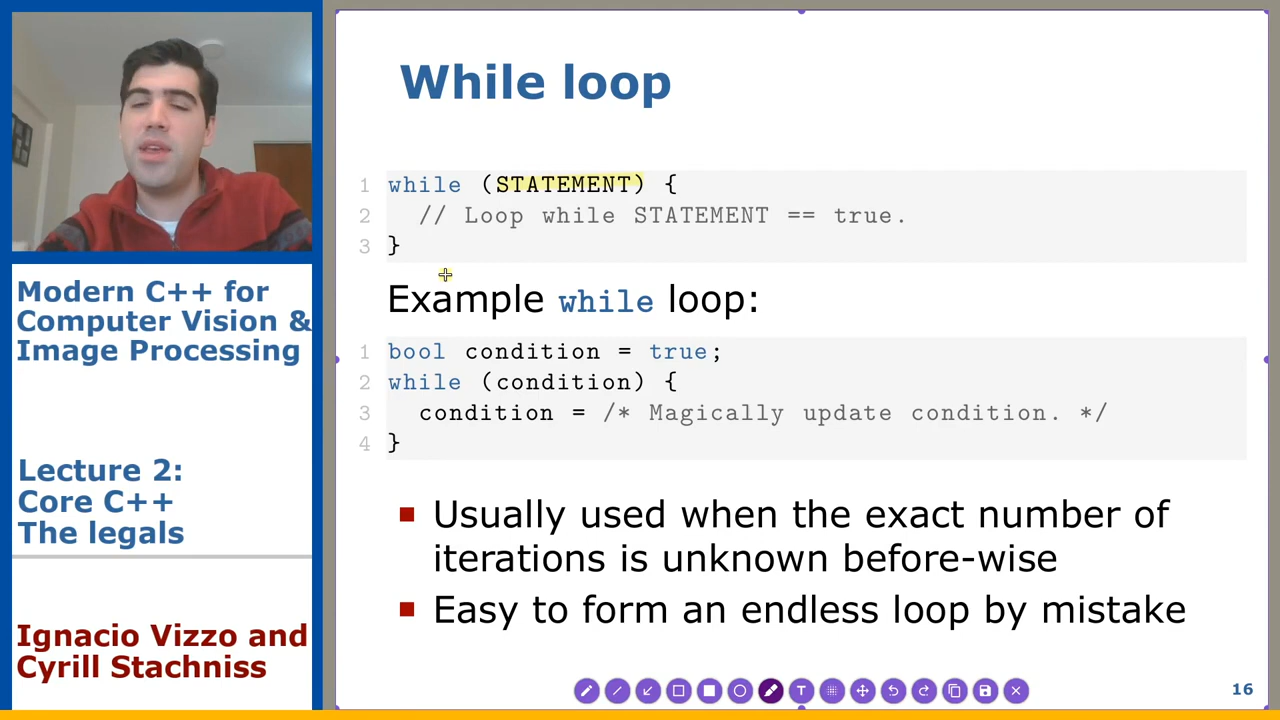 While loop
1 while (STATEMENT) {
2 // Loop while STATEMENT == true.
3 }
Example while loop:
1 bool condition = true;
2 while (condition) {
3 condition = /* Magically update condition. */
4 }
Usually used when the exact number of
iterations is unknown before-wise
Easy to form an endless loop by mistake
T
16
Modern C++ for
Computer Vision &
Image Processing
Lecture 2:
Core C++
The legals
Ignacio Vizzo and
Cyrill Stachniss